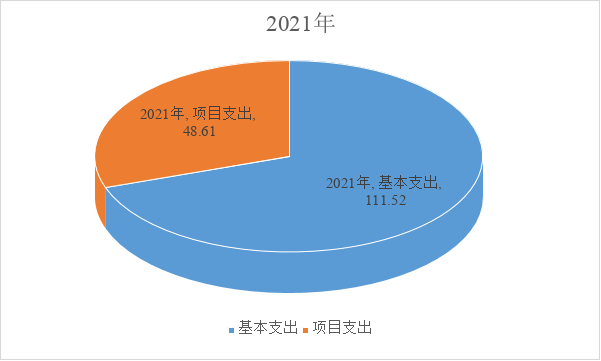 2021年
2021年, 项目支出,
48.61
2021年, 基本支出,
111.52
基本支出 项目支出